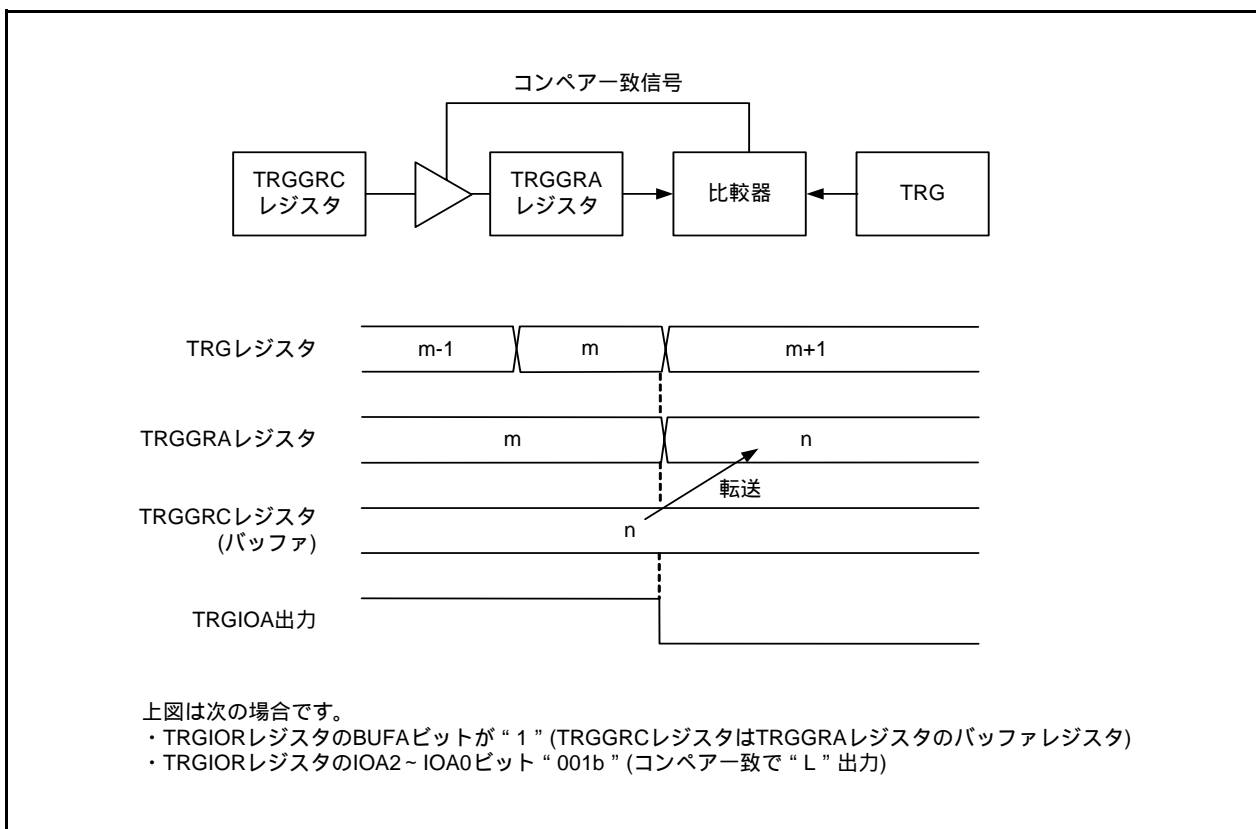 コンペア一致信号
TRGGRC
レジスタ
TRGGRA
レジスタ
比較器
TRG
TRGレジスタ
m-1
m
m+1
TRGGRAレジスタ
m
n
転送
TRGGRCレジスタ
(バッファ)
n
TRGIOA出力
上図は次の場合です。
・TRGIORレジスタのBUFAビットが“1”(TRGGRCレジスタはTRGGRAレジスタのバッファレジスタ)
・TRGIORレジスタのIOA2~IOA0ビット“001b”(コンペア一致で“L”出力)